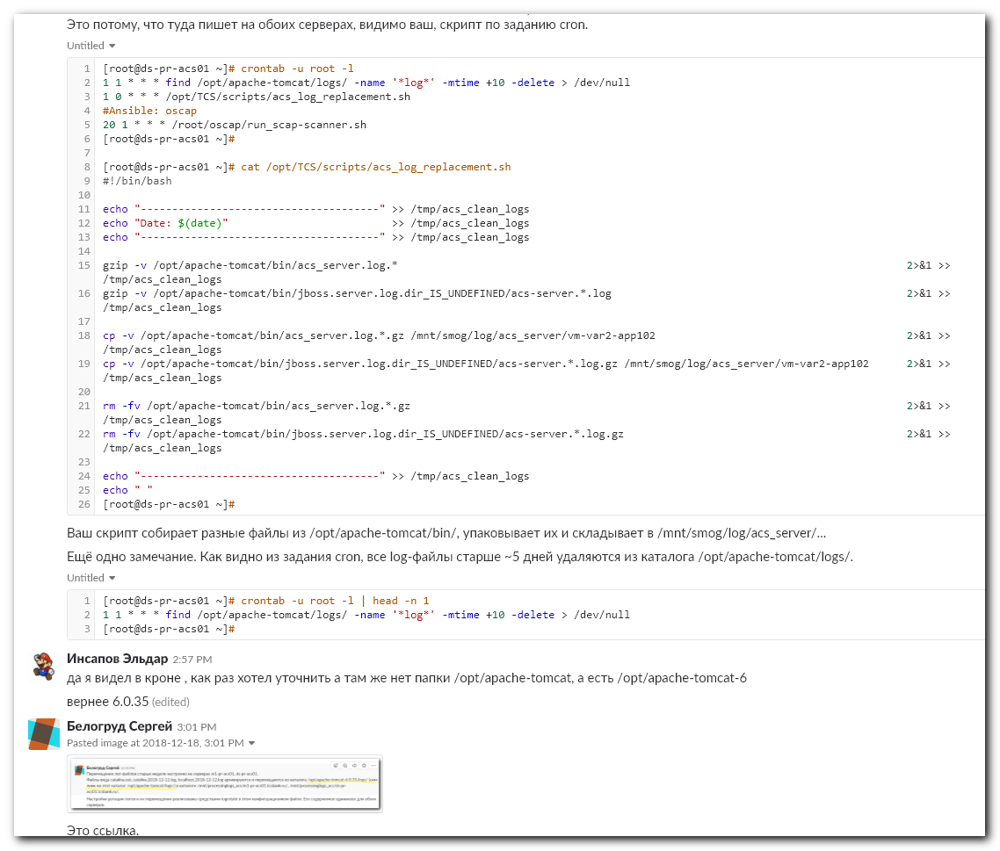 Это потому, что туда пишет на обоих серверах, видимо ваш, скрипт по заданию cron.
Untitled
1 [root@ds-pr-acs01 ~]# crontab -u root -l
2 1 1 * * * find /opt/apache-tomcat/logs/ -name '*log*' -mtime +10 -delete > /dev/null
3 1 0 * * * /opt/TCS/scripts/acs_log_replacement.sh
4 #Ansible: oscap
5 20 1 * * * /root/oscap/run_scap-scanner.sh
6 [root@ds-pr-acs01 ~]#
7
8 [root@ds-pr-acs01 ~]# cat /opt/TCS/scripts/acs_log_replacement.sh
9 #!/bin/bash
10
11 echo "--------------------------------------" >> /tmp/acs_clean_logs
12 echo "Date: $(date)" >> /tmp/acs_clean_logs
13 echo "--------------------------------------" >> /tmp/acs_clean_logs
14
15 gzip -v /opt/apache-tomcat/bin/acs_server.log.* 2>&1 >>
/tmp/acs_clean_logs
16 gzip -v /opt/apache-tomcat/bin/jboss.server.log.dir_IS_UNDEFINED/acs-server.*.log 2>&1 >>
/tmp/acs_clean_logs
17
18 cp -v /opt/apache-tomcat/bin/acs_server.log.*.gz /mnt/smog/log/acs_server/vm-var2-app102 2>&1 >>
/tmp/acs_clean_logs
19 cp -v /opt/apache-tomcat/bin/jboss.server.log.dir_IS_UNDEFINED/acs-server.*.log.gz /mnt/smog/log/acs_server/vm-var2-app102 2>&1 >>
/tmp/acs_clean_logs
20
21 rm -fv /opt/apache-tomcat/bin/acs_server.log.*.gz 2>&1 >>
/tmp/acs_clean_logs
22 rm -fv /opt/apache-tomcat/bin/jboss.server.log.dir_IS_UNDEFINED/acs-server.*.log.gz 2>&1 >>
/tmp/acs_clean_logs
23
24 echo "--------------------------------------" >> /tmp/acs_clean_logs
25 echo " "
26 [root@ds-pr-acs01 ~]#
Ваш скрипт собирает разные файлы из /opt/apache-tomcat/bin/, упаковывает их и складывает в /mnt/smog/log/acs_server/...
Ещё одно замечание. Как видно из задания cron, все log-файлы старше ~5 дней удаляются из каталога /opt/apache-tomcat/logs/.
Untitled
1 [root@ds-pr-acs01 ~]# crontab -u root -l | head -n 1
2 1 1 * * * find /opt/apache-tomcat/logs/ -name '*log*' -mtime +10 -delete > /dev/null
3 [root@ds-pr-acs01 ~]#
Инсапов Эльдар 2:57 PM
да я видел в кроне , как раз хотел уточнить а там же нет папки /opt/apache-tomcat, а есть /opt/apache-tomcat-6
вернее 6.0.35 (edited)
Белогруд Сергей 3:01 PM
Pasted image at 2018-12-18, 3:01 PM
Белогруд Сергей
Это ссылка.